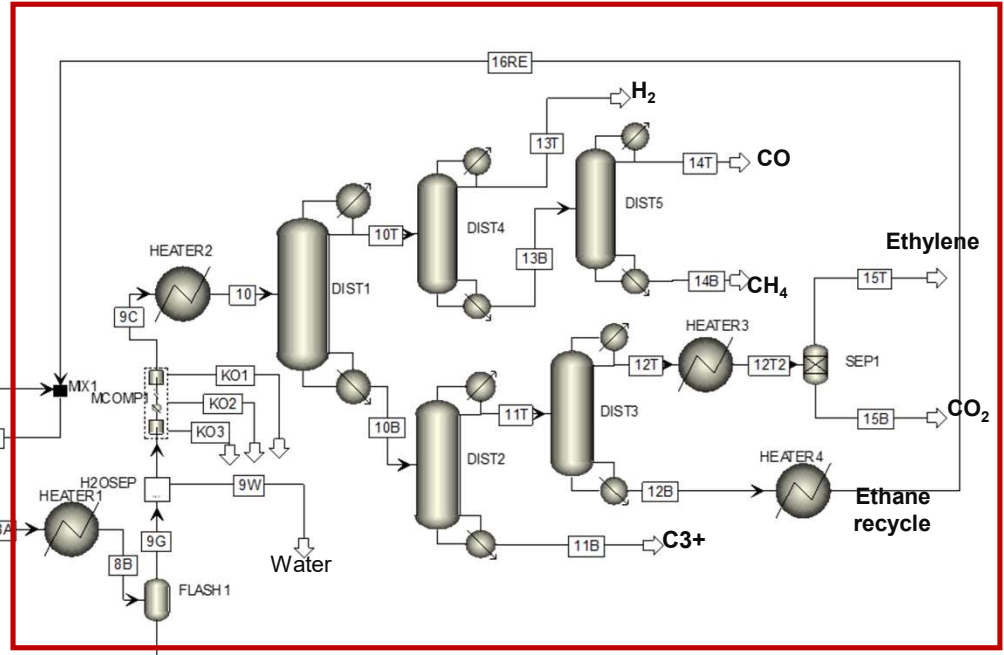 16RE
H2
13T
CO
14T
DIST5
DIST4
13B
10T
HEATER2
Ethylene
15T
14B
CH4
10
DIST1
9C
HEATER3
12T
12T2
SEP1
MIX1
MCOMP1
KO1
KO2
KO3
11T
DIST3
15B
CO2
10B
DIST2
HEATER4
H2OSEP
9W
12B
Ethane
recycle
HEATER1
9G
11B
C3+
8B
Water
FLASH1